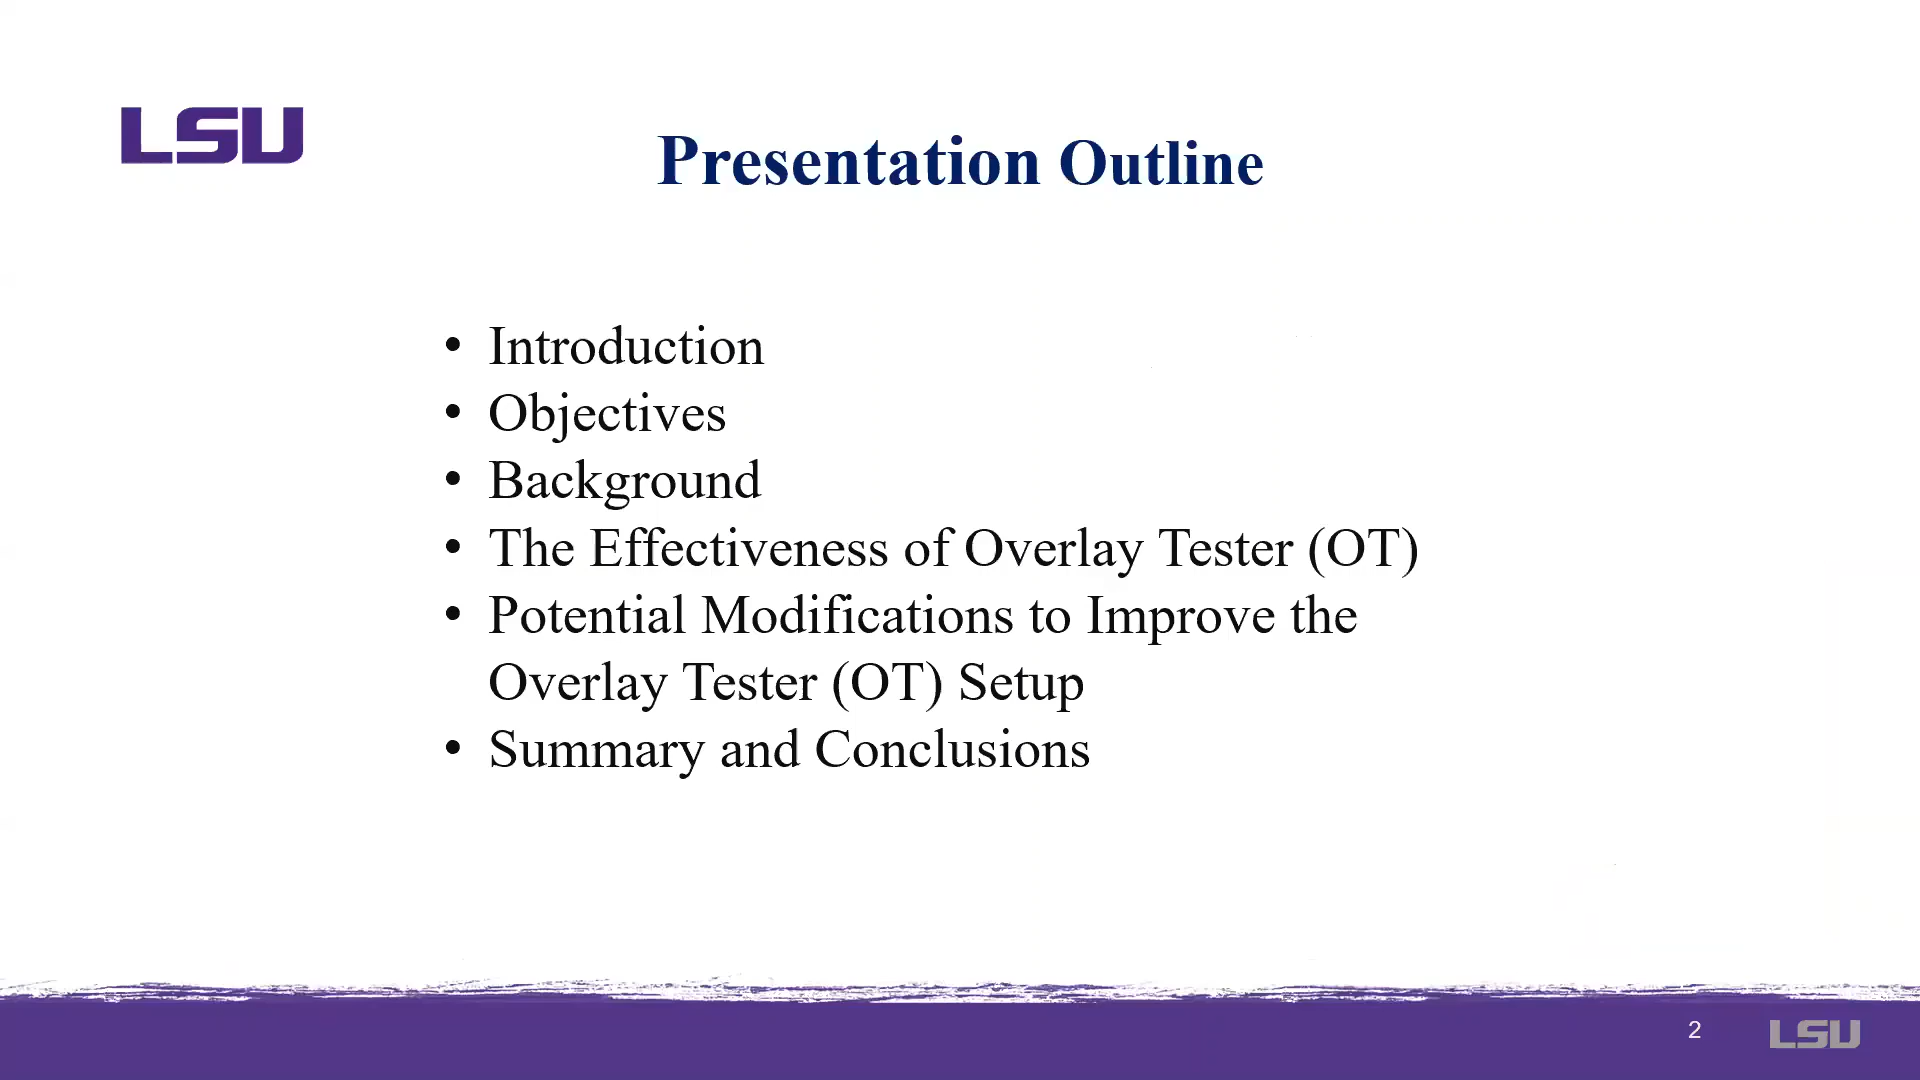 LSU
Presentation Outline
• Introduction
• Objectives
• Background
• The Effectiveness of Overlay Tester (OT)
• Potential Modifications to Improve the
Overlay Tester (OT) Setup
• Summary and Conclusions
2
LSU